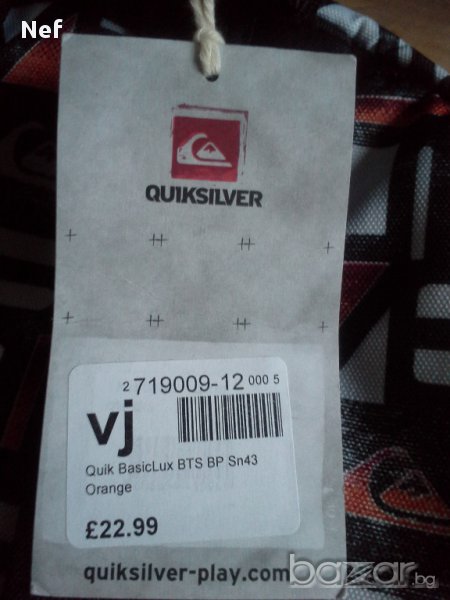 Nef
QUIKSILVER
2 719009-12 000 5
vj
Quik BasicLux BTS BP Sn43
Orange
£22.99
quiksilver-play.com
bazar.bg